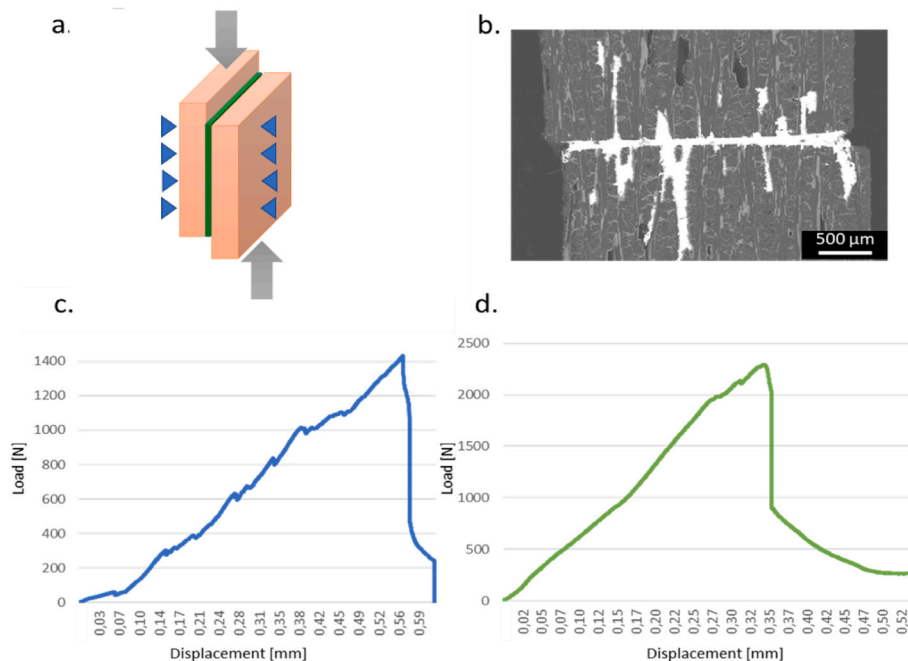 a.
b.
500 µm
c.
d.
Load [N]
1400
1200
1000
800
600
400
200
0
0,03 0,07 0,10 0,14 0,17 0,21 0,24 0,28 0,31 0,35 0,38 0,42 0,45 0,49 0,52 0,56 0,59
Displacement [mm]
Load [N]
2500
2000
1500
1000
500
0
0,02 0,05 0,07 0,10 0,12 0,15 0,17 0,20 0,22 0,25 0,27 0,30 0,32 0,35 0,37 0,40 0,42 0,45 0,47 0,50 0,52
Displacement [mm]